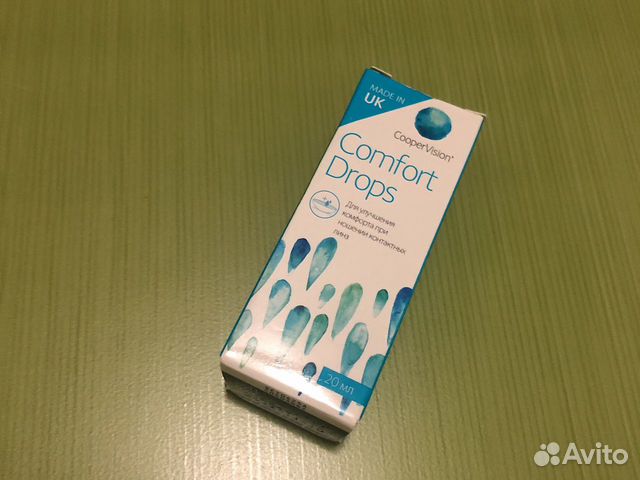 MADE IN
UK
CooperVision®
Comfort
Drops
Для улучшения
комфорта при
ношении контактных
линз
20 мл
Avito